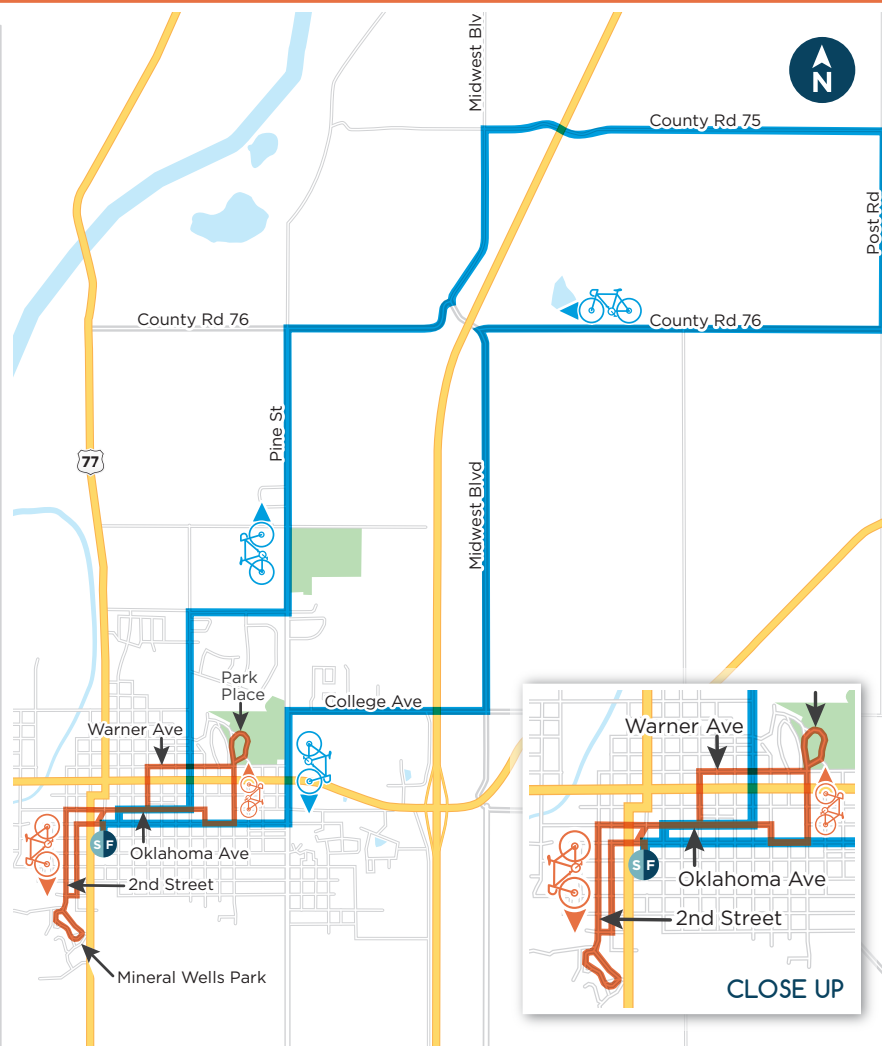 Midwest Blv
N
County Rd 75
Post Rd
County Rd 76
County Rd 76
Pine St
77
Midwest Blvd
Park
Place
College Ave
Warner Ave
S F
Oklahoma Ave
2nd Street
Mineral Wells Park
Warner Ave
S F
Oklahoma Ave
2nd Street
CLOSE UP